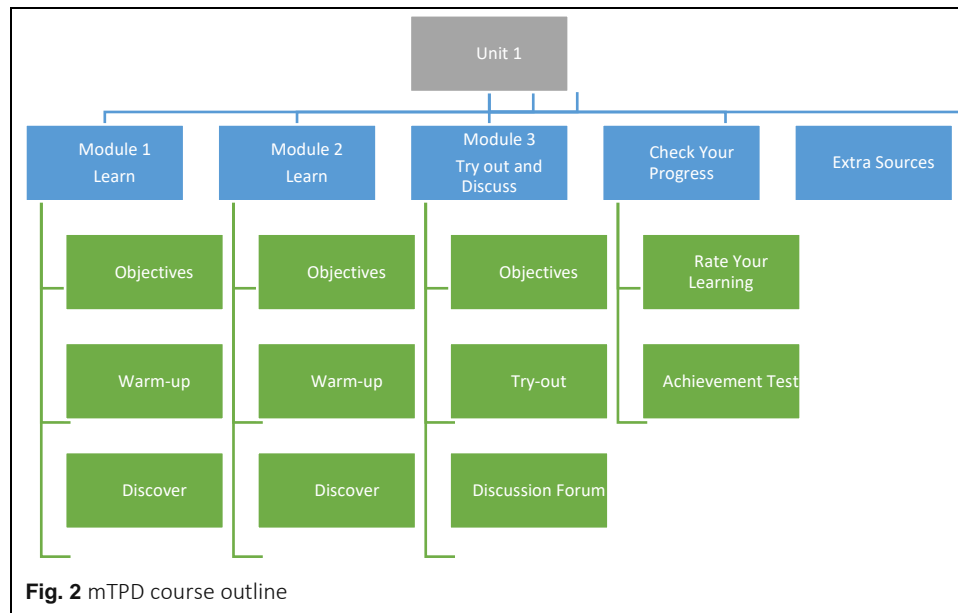 Unit 1
Module 1
Learn
Module 2
Learn
Module 3
Try out and
Discuss
Check Your
Progress
Extra Sources
Objectives
Objectives
Objectives
Rate Your
Learning
Warm-up
Warm-up
Try-out
Achievement Test
Discover
Discover
Discussion Forum
Fig. 2 mTPD course outline